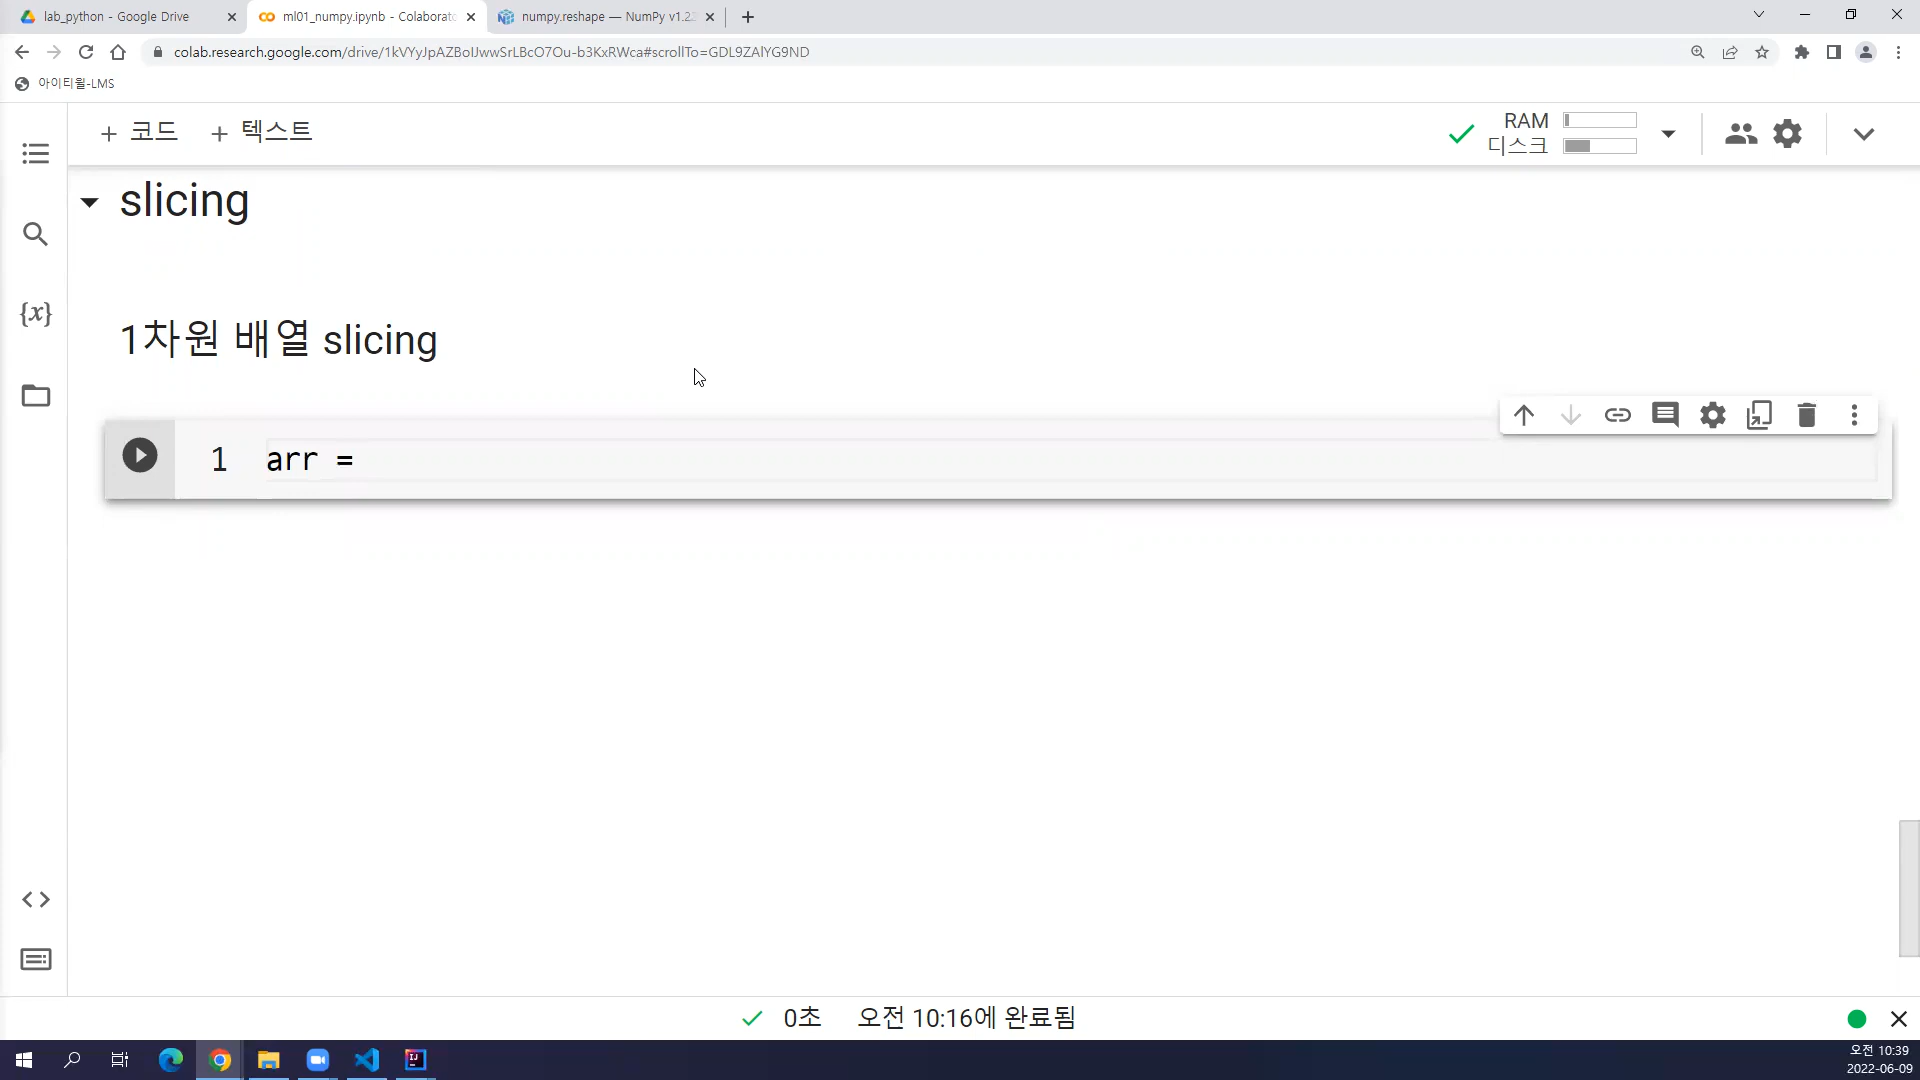 lab_python - Google Drive
ml01_numpy.ipynb - Colaborato
numpy.reshape — NumPy v1.23
colab.research.google.com/drive/1kVYyJpAZBoIJwwSrLBcO7Ou-b3KxRWca#scrollTo=GDL9ZAlYG9ND
아이티윌-LMS
+ 코드 + 텍스트
RAM
디스크
slicing
{x}
1차원 배열 slicing
1 arr =
0초 오전 10:16에 완료됨
오전 10:39
2022-06-09